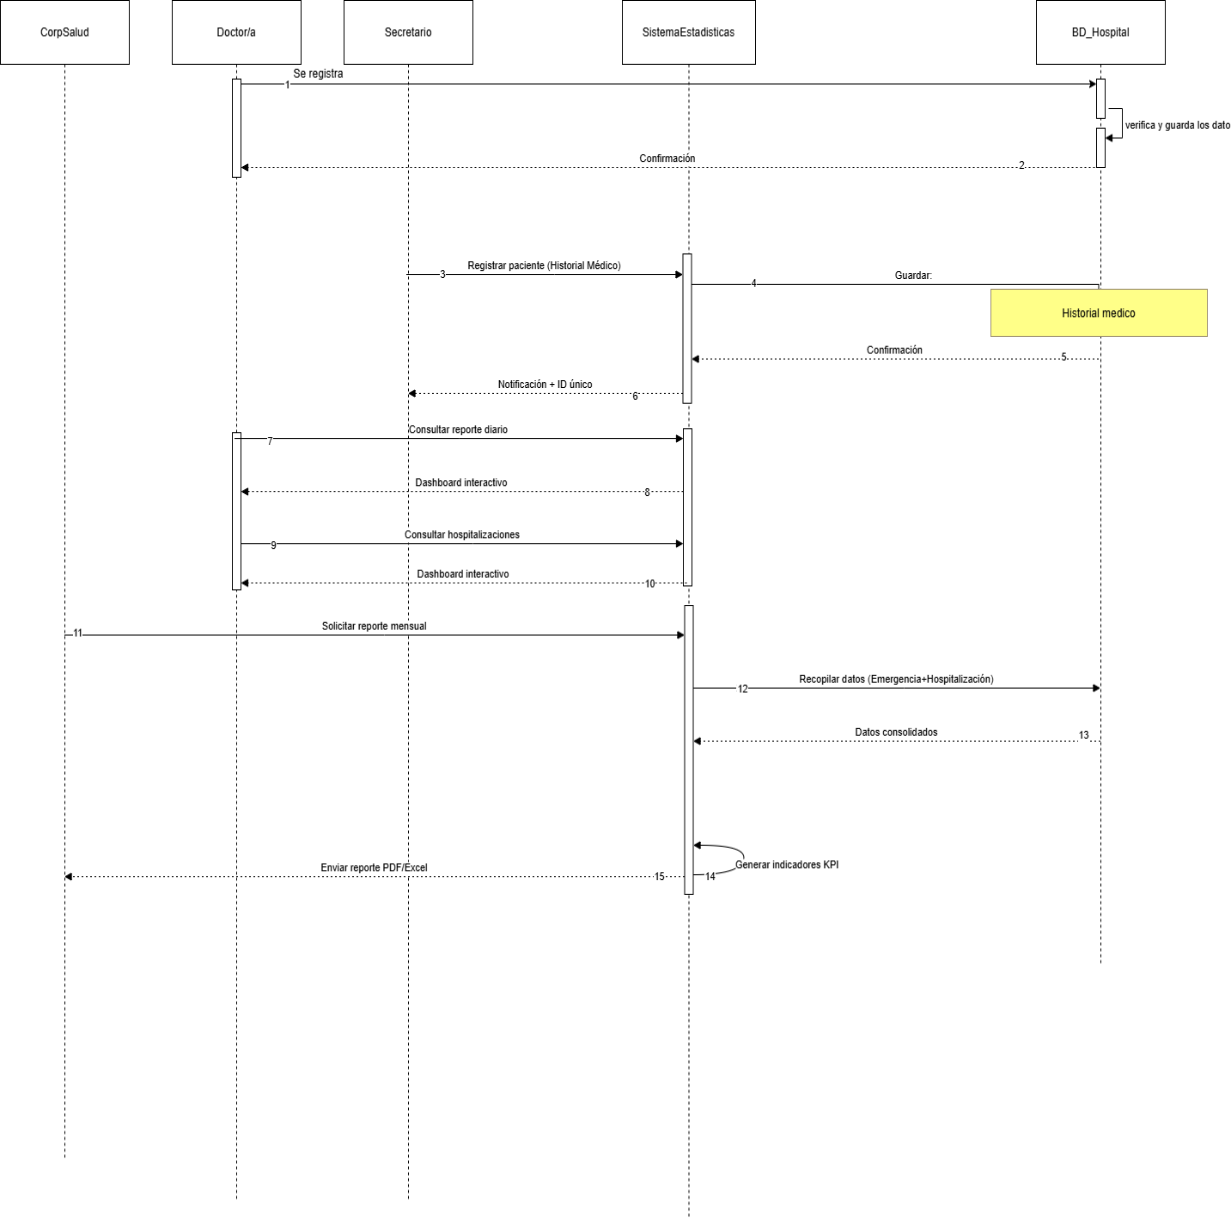 CorpSalud
Doctor/a
Secretario
SistemaEstadisticas
BD_Hospital
Se registra
1
verifica y guarda los dato
Confirmación
2
Registrar paciente (Historial Médico)
3
Guardar:
4
Historial medico
Confirmación
5
Notificación + ID único
6
Consultar reporte diario
7
Dashboard interactivo
8
Consultar hospitalizaciones
9
Dashboard interactivo
10
Solicitar reporte mensual
11
Recopilar datos (Emergencia+Hospitalización)
12
Datos consolidados
13
Generar indicadores KPI
14
Enviar reporte PDF/Excel
15